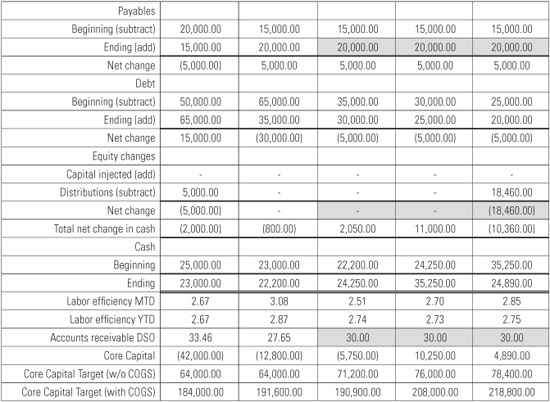 Payables
Beginning (subtract) 20,000.00 15,000.00 15,000.00 15,000.00 15,000.00
Ending (add) 15,000.00 20,000.00 20,000.00 20,000.00 20,000.00
Net change (5,000.00) 5,000.00 5,000.00 5,000.00 5,000.00
Debt
Beginning (subtract) 50,000.00 65,000.00 35,000.00 30,000.00 25,000.00
Ending (add) 65,000.00 35,000.00 30,000.00 25,000.00 20,000.00
Net change 15,000.00 (30,000.00) (5,000.00) (5,000.00) (5,000.00)
Equity changes
Capital injected (add) - - - - -
Distributions (subtract) 5,000.00 - - - 18,460.00
Net change (5,000.00) - - - (18,460.00)
Total net change in cash (2,000.00) (800.00) 2,050.00 11,000.00 (10,360.00)
Cash
Beginning 25,000.00 23,000.00 22,200.00 24,250.00 35,250.00
Ending 23,000.00 22,200.00 24,250.00 35,250.00 24,890.00
Labor efficiency MTD 2.67 3.08 2.51 2.70 2.85
Labor efficiency YTD 2.67 2.87 2.74 2.73 2.75
Accounts receivable DSO 33.46 27.65 30.00 30.00 30.00
Core Capital (42,000.00) (12,800.00) (5,750.00) 10,250.00 4,890.00
Core Capital Target (w/o COGS) 64,000.00 64,000.00 71,200.00 76,000.00 78,400.00
Core Capital Target (with COGS) 184,000.00 191,600.00 190,900.00 208,000.00 218,800.00